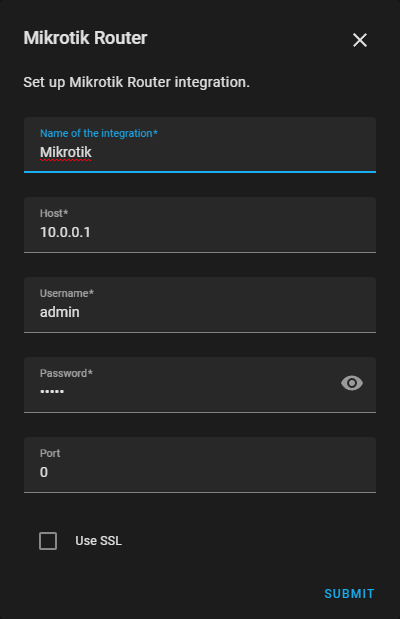 Mikrotik Router
Set up Mikrotik Router integration.
Name of the integration*
Mikrotik
Host*
10.0.0.1
Username*
admin
Password*
•••••
Port
0
Use SSL
SUBMIT